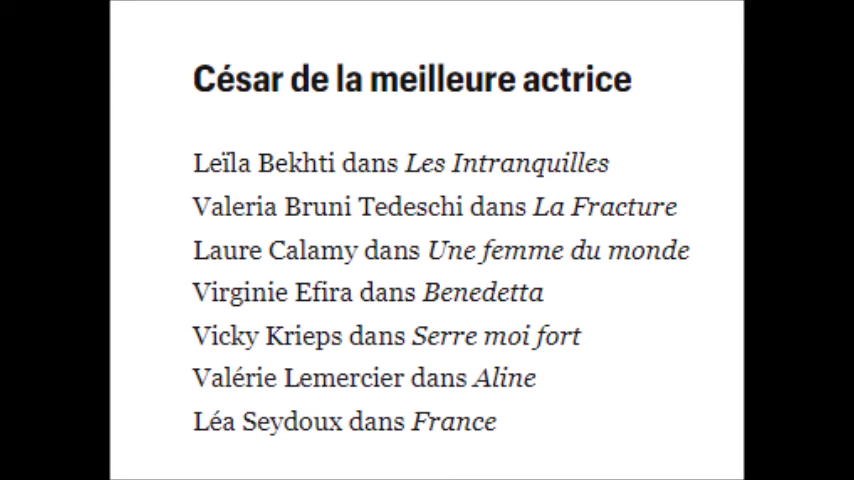 César de la meilleure actrice
Leïla Bekhti dans Les Intranquilles
Valeria Bruni Tedeschi dans La Fracture
Laure Calamy dans Une femme du monde
Virginie Efira dans Benedetta
Vicky Krieps dans Serre moi fort
Valérie Lemercier dans Aline
Léa Seydoux dans France